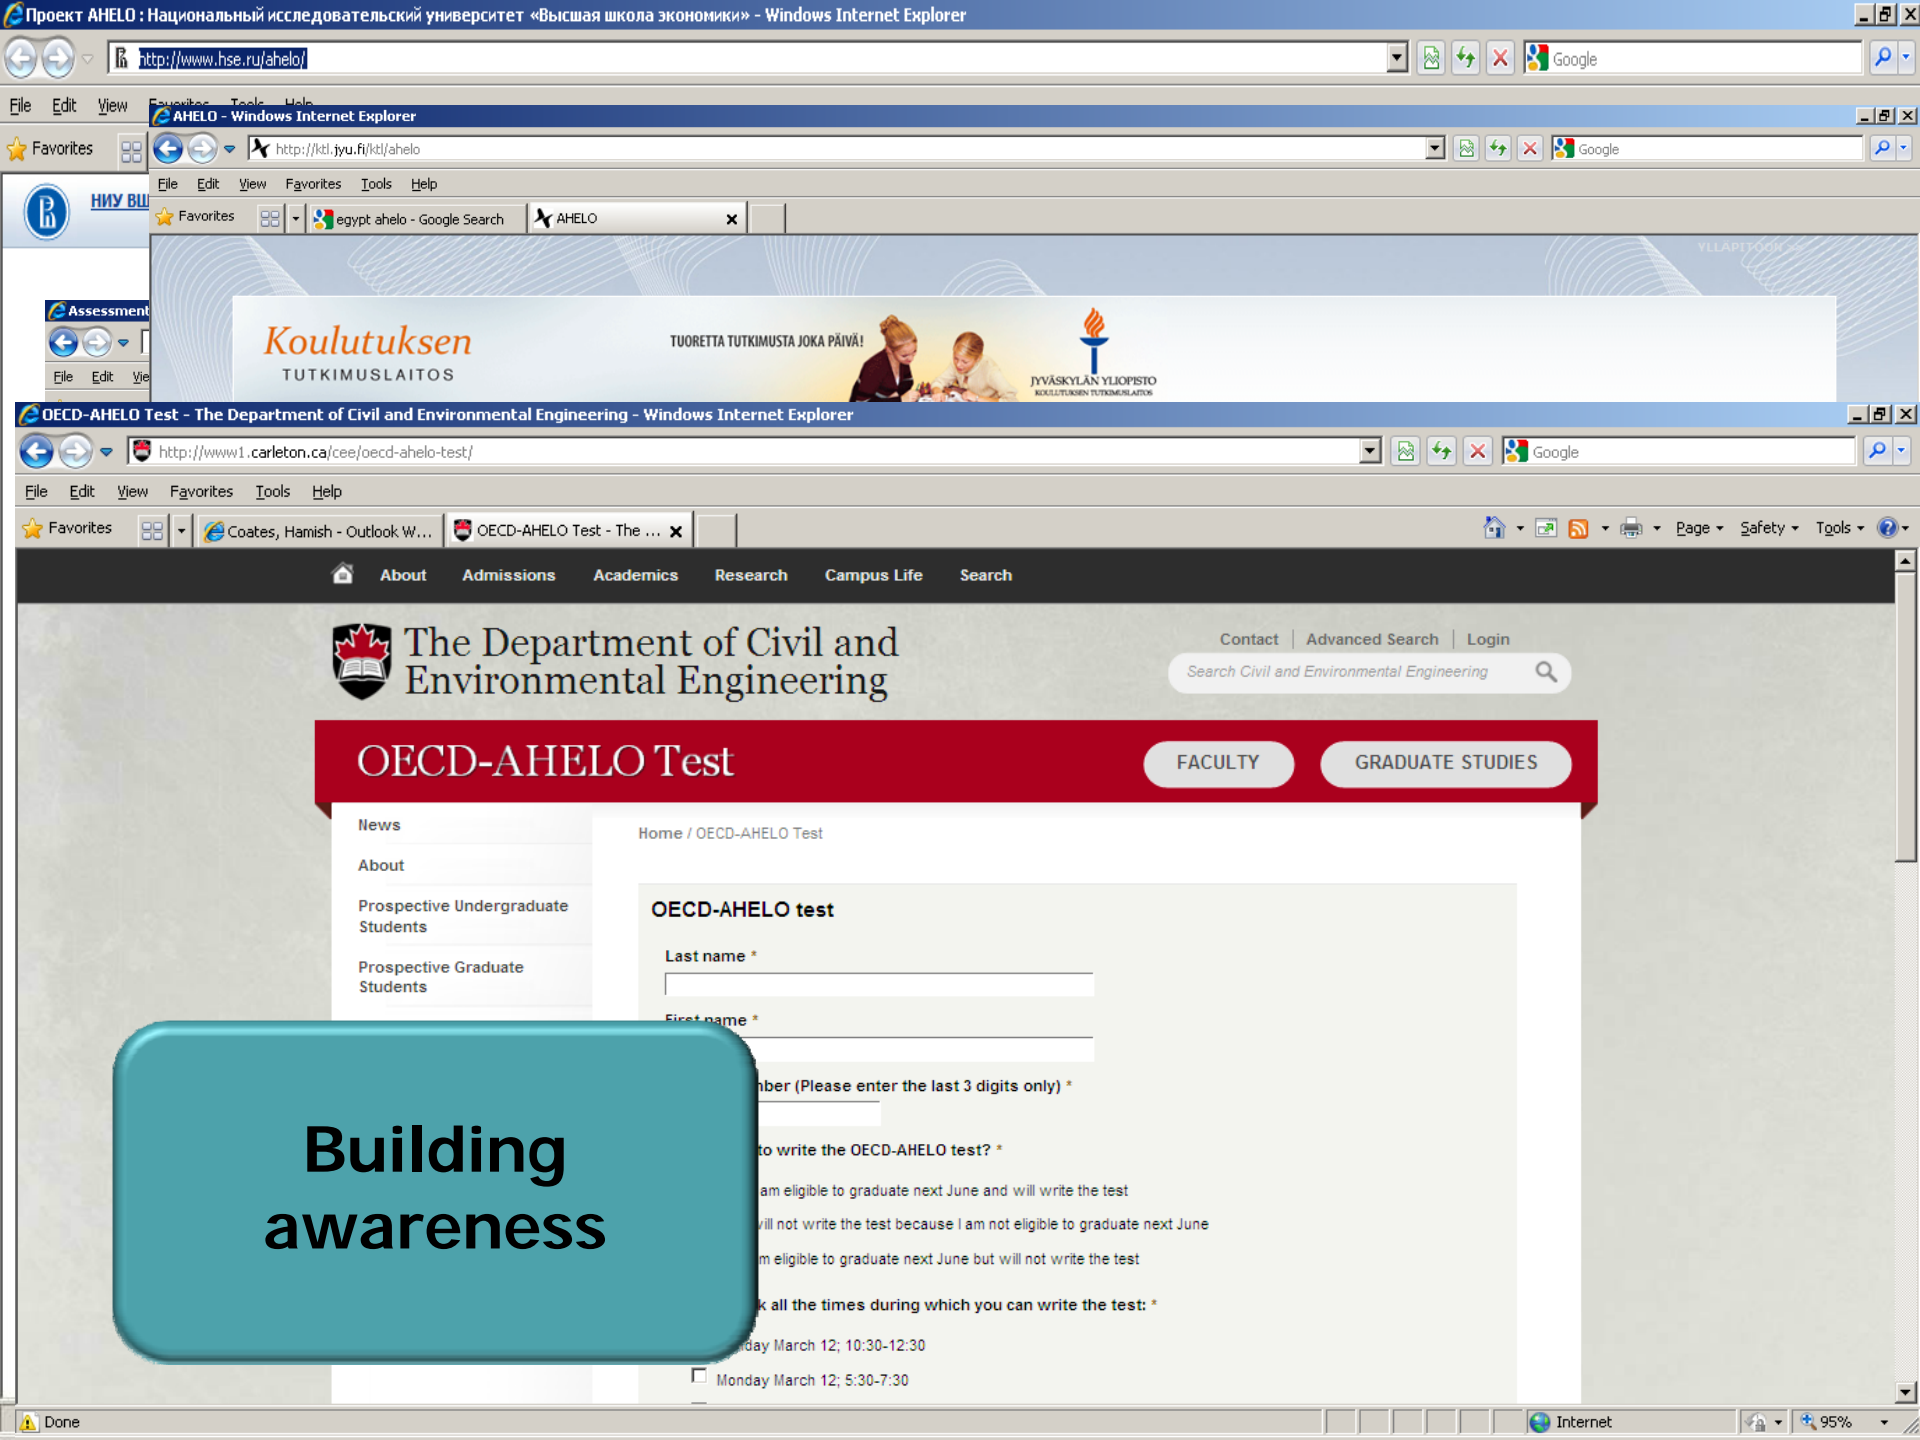 Проект AHELO : Национальный исследовательский университет «Высшая школа экономики» - Windows Internet Explorer
http://www.hse.ru/ahelo/
Google
File Edit View Favorites Tools Help
AHELO - Windows Internet Explorer
Favorites
http://ktl.jyu.fi/ktl/ahelo
Google
File Edit View Favorites Tools Help
НИУ ВШ
Favorites
egypt ahelo - Google Search
AHELO
YLLÄPITOON >>
Assessment
Koulutuksen
TUTKIMUSLAITOS
TUORETTA TUTKIMUSTA JOKA PÄIVÄ!
JYVÄSKYLÄN YLIOPISTO
KOULUTUKSEN TUTKIMUSLAITOS
File Edit Vie
OECD-AHELO Test - The Department of Civil and Environmental Engineering - Windows Internet Explorer
http://www1.carleton.ca/cee/oecd-ahelo-test/
Google
File Edit View Favorites Tools Help
Favorites
Coates, Hamish - Outlook W...
OECD-AHELO Test - The ...
Page Safety Tools
About Admissions Academics Research Campus Life Search
The Department of Civil and
Environmental Engineering
Contact | Advanced Search | Login
Search Civil and Environmental Engineering
OECD-AHELO Test
FACULTY
GRADUATE STUDIES
News
About
Prospective Undergraduate
Students
Prospective Graduate
Students
Home / OECD-AHELO Test
OECD-AHELO test
Last name *
First name *
nber (Please enter the last 3 digits only) *
to write the OECD-AHELO test? *
am eligible to graduate next June and will write the test
will not write the test because I am not eligible to graduate next June
m eligible to graduate next June but will not write the test
k all the times during which you can write the test: *
day March 12; 10:30-12:30
Monday March 12; 5:30-7:30
Building
awareness
Done
Internet
95%